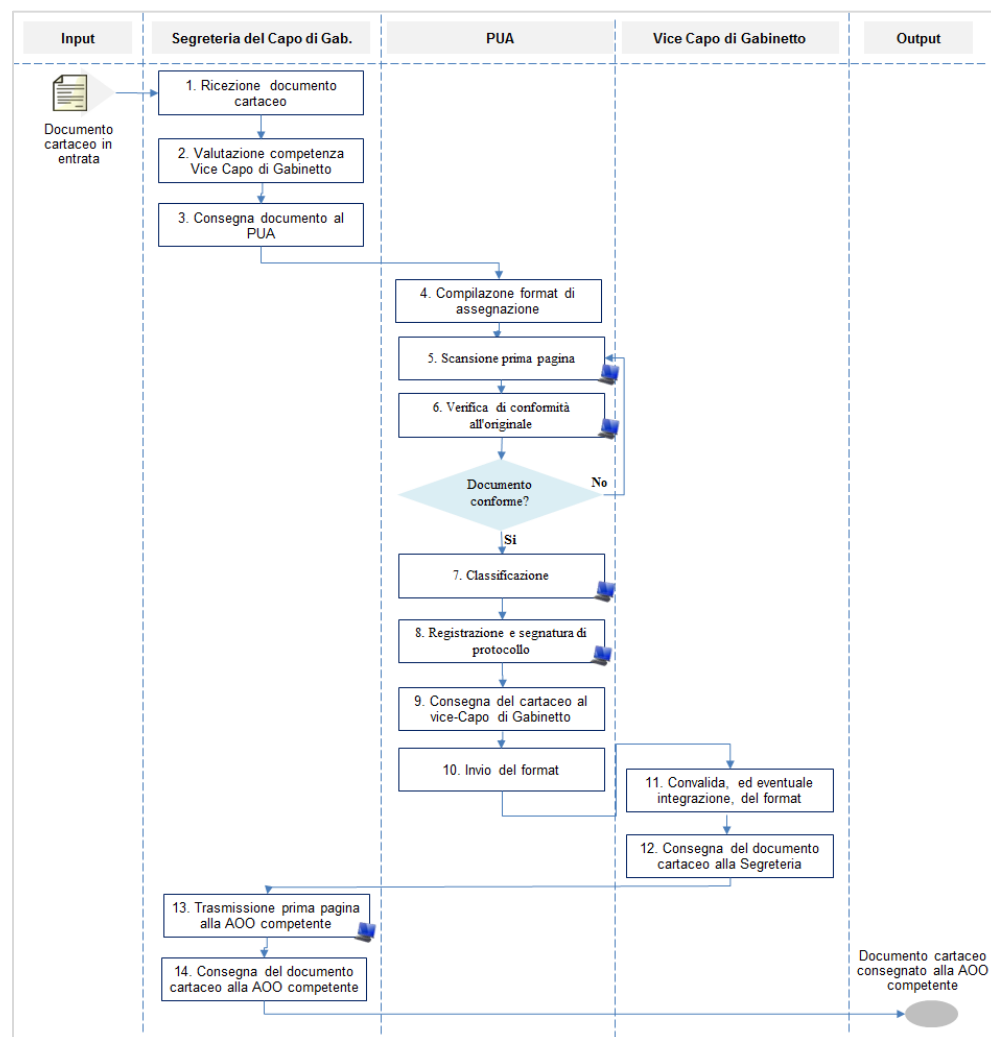 Input
Segreteria del Capo di Gab.
PUA
Vice Capo di Gabinetto
Output
Documento
cartaceo in
entrata
1. Ricezione documento
cartaceo
2. Valutazione competenza
Vice Capo di Gabinetto
3. Consegna documento al
PUA
4. Compilazone format di
assegnazione
5. Scansione prima pagina
6. Verifica di conformità
all'originale
Documento
conforme?
No
Si
7. Classificazione
8. Registrazione e segnatura di
protocollo
9. Consegna del cartaceo al
vice-Capo di Gabinetto
10. Invio del format
11. Convalida, ed eventuale
integrazione, del format
12. Consegna del documento
cartaceo alla Segreteria
13. Trasmissione prima pagina
alla AOO competente
14. Consegna del documento
cartaceo alla AOO competente
Documento cartaceo
consegnato alla AOO
competente